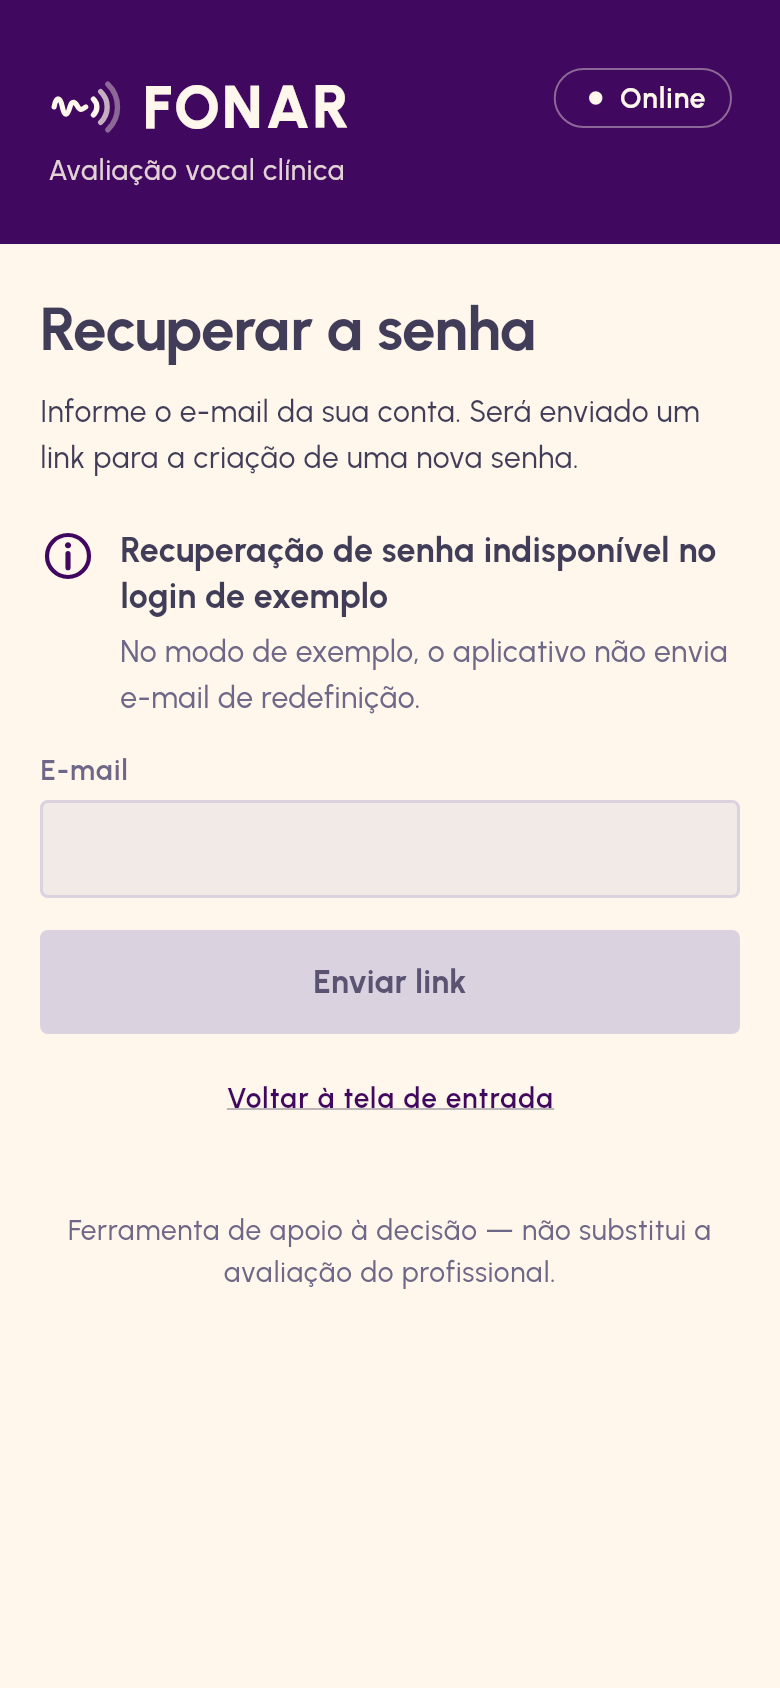 FONAR
Online
Avaliação vocal clínica
Recuperar a senha
Informe o e-mail da sua conta. Será enviado um
link para a criação de uma nova senha.
Recuperação de senha indisponível no
login de exemplo
No modo de exemplo, o aplicativo não envia
e-mail de redefinição.
E-mail
Enviar link
Voltar à tela de entrada
Ferramenta de apoio à decisão — não substitui a
avaliação do profissional.